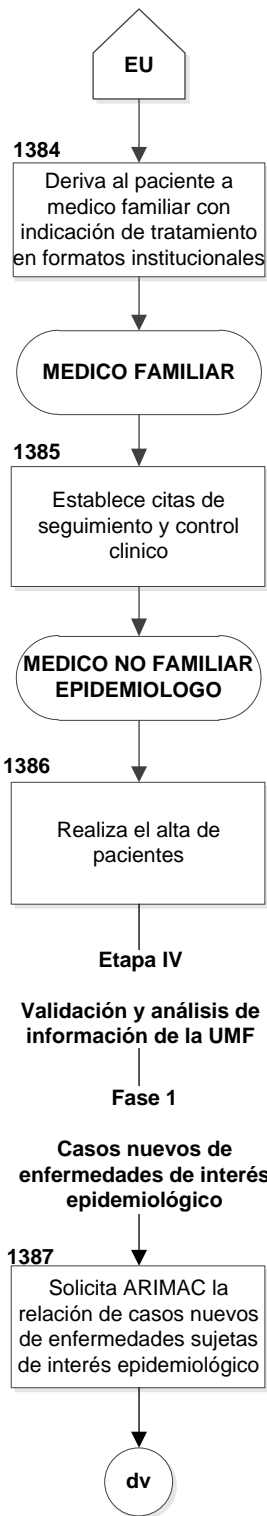 EU
1384
Deriva al paciente a
medico familiar con
indicación de tratamiento
en formatos institucionales
MEDICO FAMILIAR
1385
Establece citas de
seguimiento y control
clinico
MEDICO NO FAMILIAR
EPIDEMIOLOGO
1386
Realiza el alta de
pacientes
Etapa IV
Validación y análisis de
información de la UMF
Fase 1
Casos nuevos de
enfermedades de interés
epidemiológico
1387
Solicita ARIMAC la
relación de casos nuevos
de enfermedades sujetas
de interés epidemiológico
dv